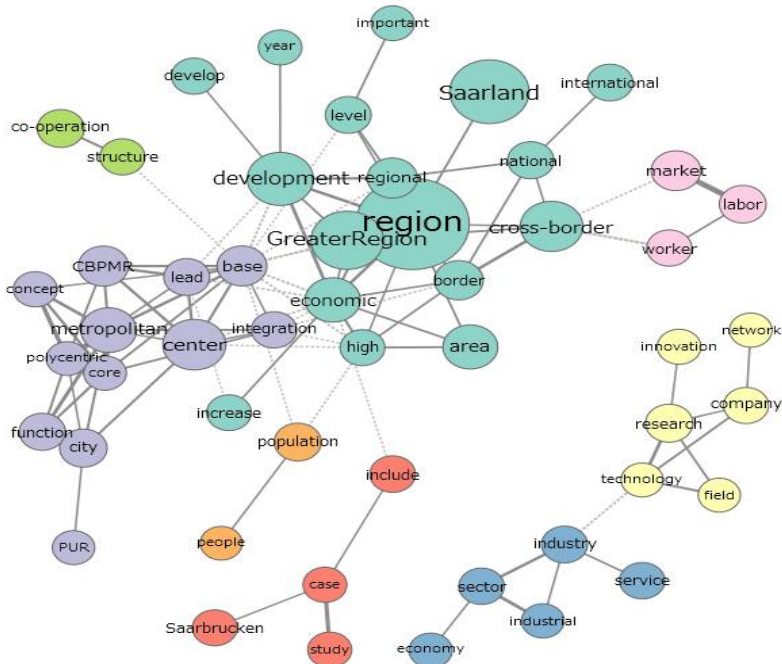 important
year
develop
Saarland
international
level
co-operation
structure
national
development
regional
market
labor
region
cross-border
GreaterRegion
worker
CBPMR
lead
base
concept
economic
border
metropolitan
integration
center
polycentric
high
area
core
network
innovation
increase
company
function
research
population
city
include
technology
field
PUR
people
industry
case
sector
service
Saarbrucken
industrial
economy
study